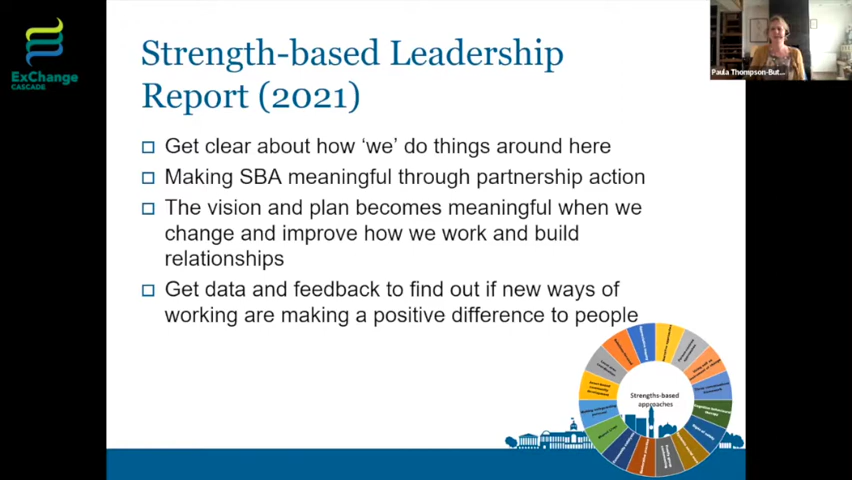 ExChange
CASCADE
Paula Thompson-But...
Strength-based Leadership
Report (2021)
Get clear about how ‘we’ do things around here
Making SBA meaningful through partnership action
The vision and plan becomes meaningful when we
change and improve how we work and build
relationships
Get data and feedback to find out if new ways of
working are making a positive difference to people
Strengths-based
approaches